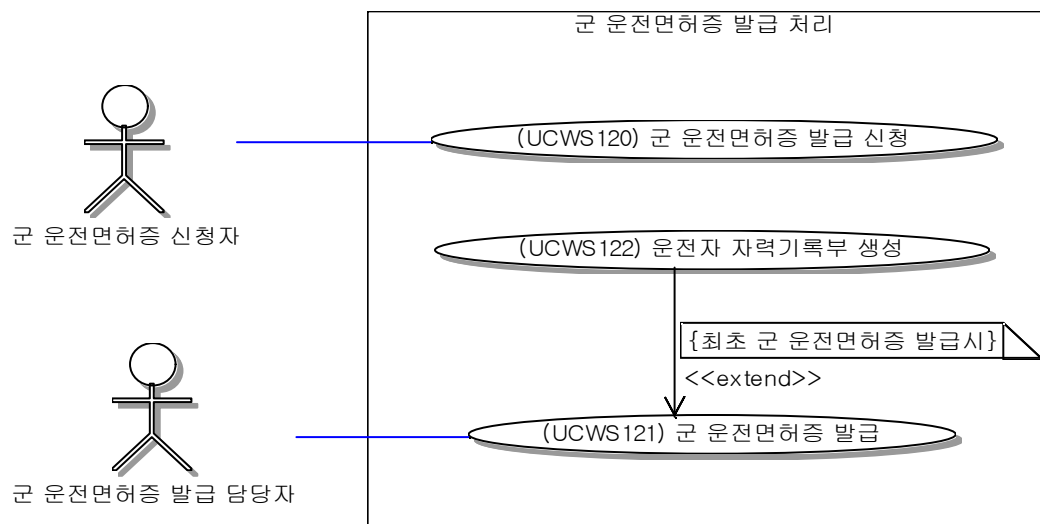 군 운전면허증 발급 처리
(UCWS120) 군 운전면허증 발급 신청
군 운전면허증 신청자
(UCWS122) 운전자 자력기록부 생성
{최초 군 운전면허증 발급시}
<<extend>>
(UCWS121) 군 운전면허증 발급
군 운전면허증 발급 담당자